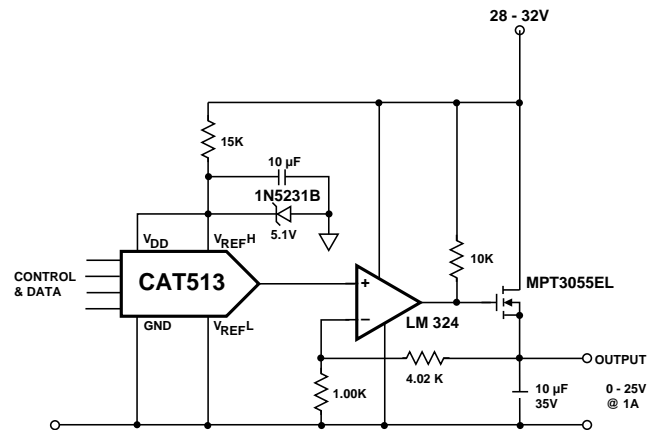 28 - 32V
15K
10 µF
1N5231B
5.1V
VDD
VREFH
CONTROL
& DATA
CAT513
GND
VREFL
+
–
LM 324
10K
MPT3055EL
4.02 K
1.00K
OUTPUT
10 µF
35V
0 - 25V
@ 1A